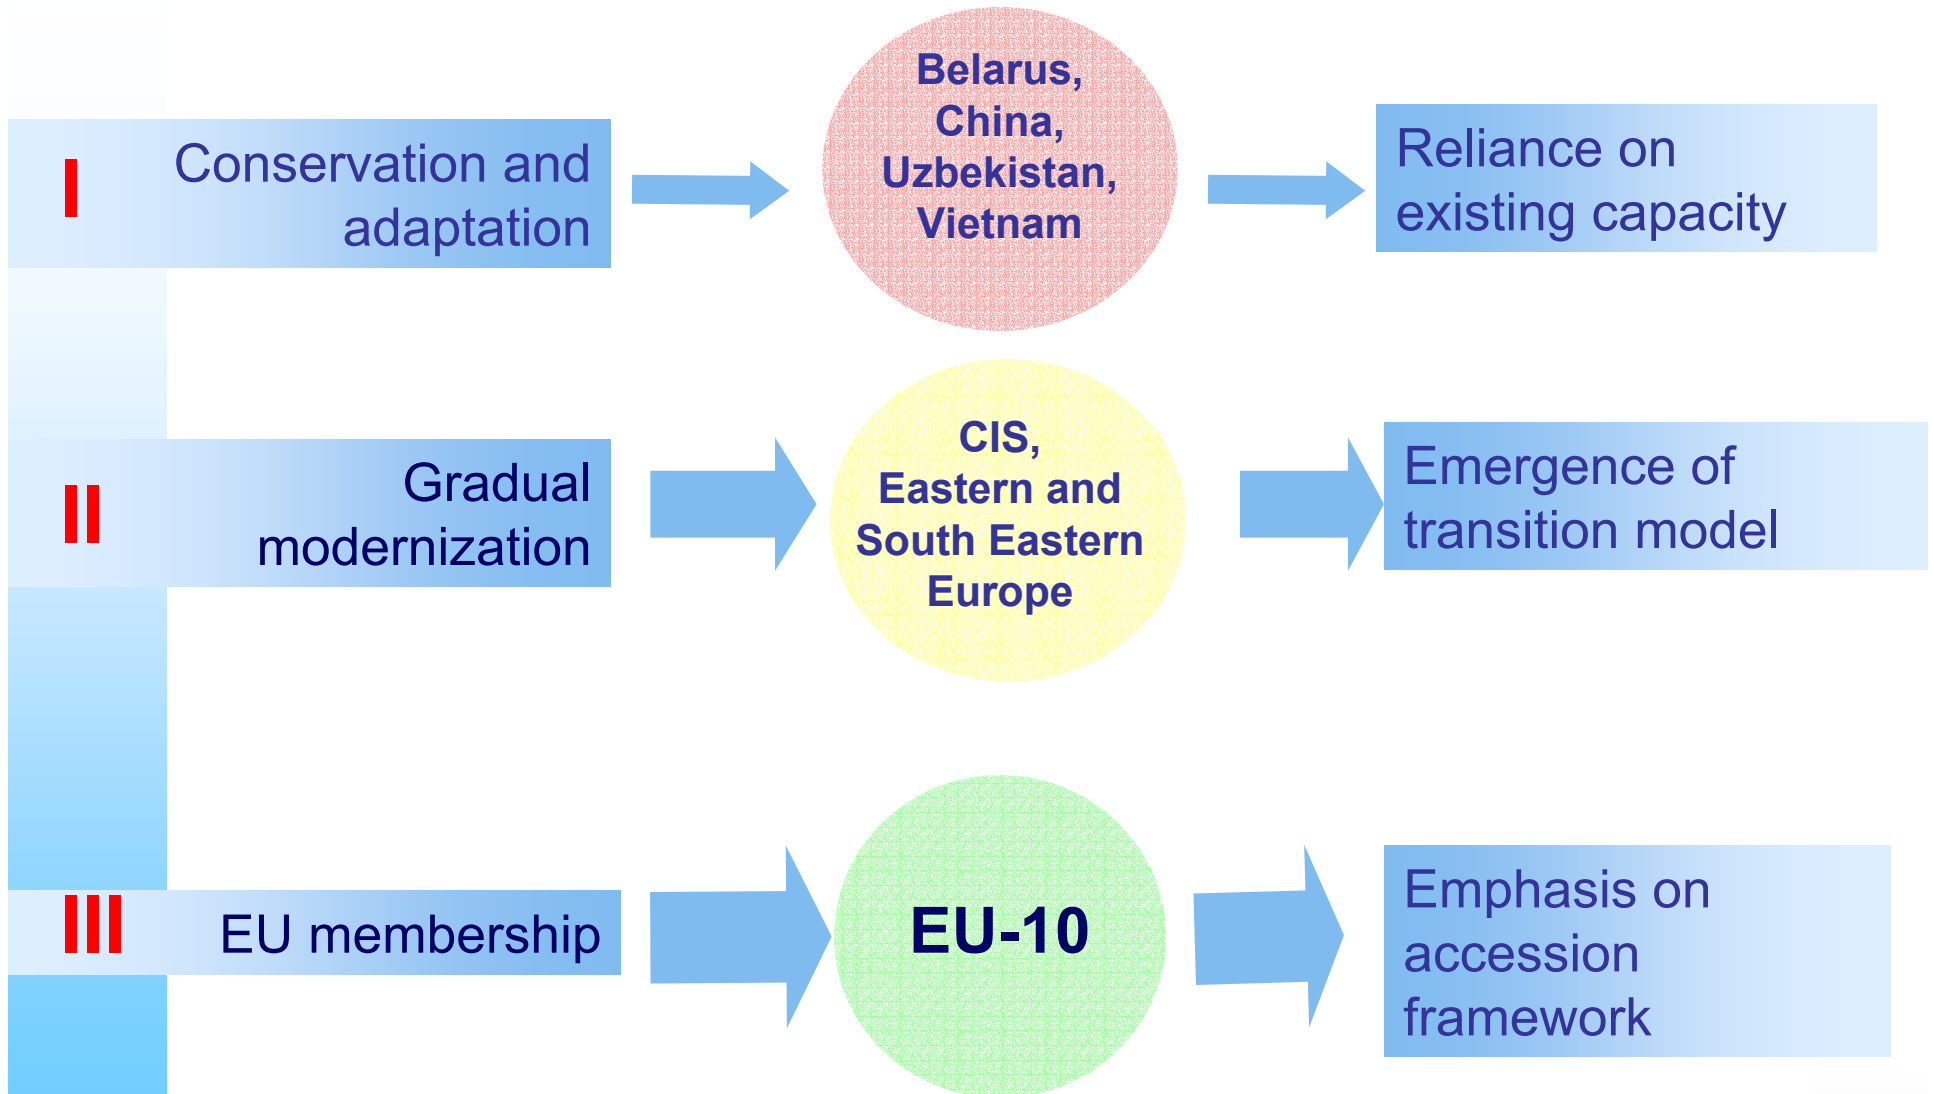 I
Conservation and
adaptation
Belarus,
China,
Uzbekistan,
Vietnam
Reliance on
existing capacity
II
Gradual
modernization
CIS,
Eastern and
South Eastern
Europe
Emergence of
transition model
III
EU membership
EU-10
Emphasis on
accession
framework